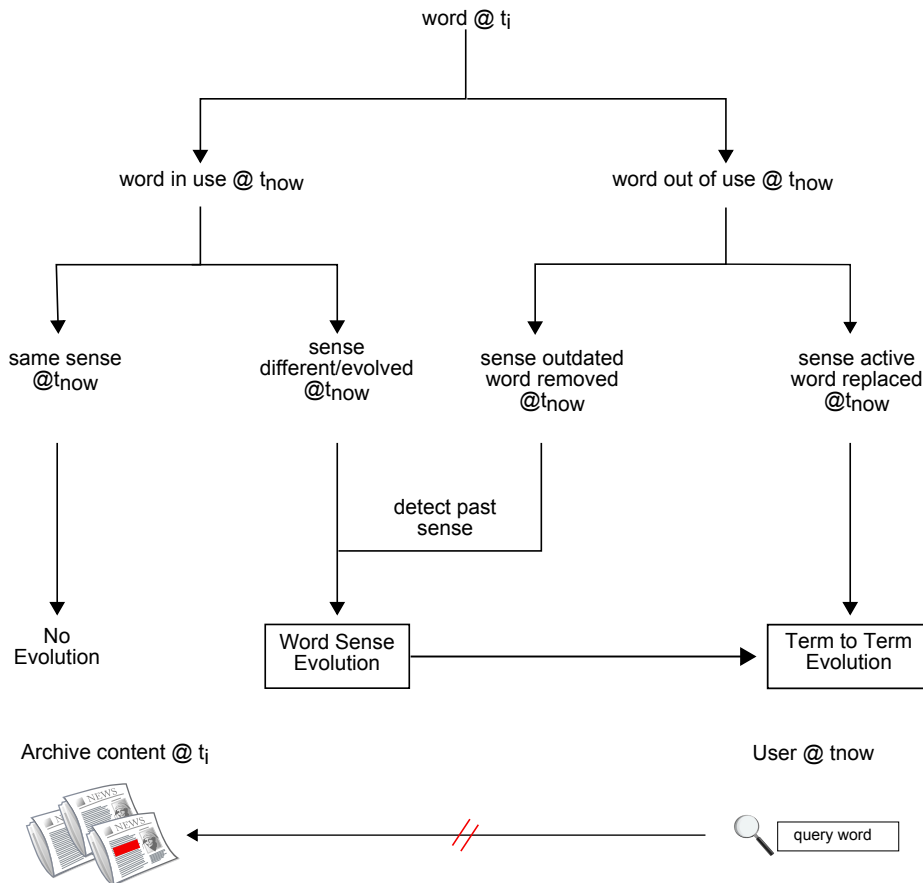 word @ ti
word in use @ tnow
word out of use @ tnow
same sense
@tnow
sense
different/evolved
@tnow
sense outdated
word removed
@tnow
sense active
word replaced
@tnow
detect past
sense
No
Evolution
Word Sense
Evolution
Term to Term
Evolution
Archive content @ ti
User @ tnow
NEWS
NEWS
NEWS
query word